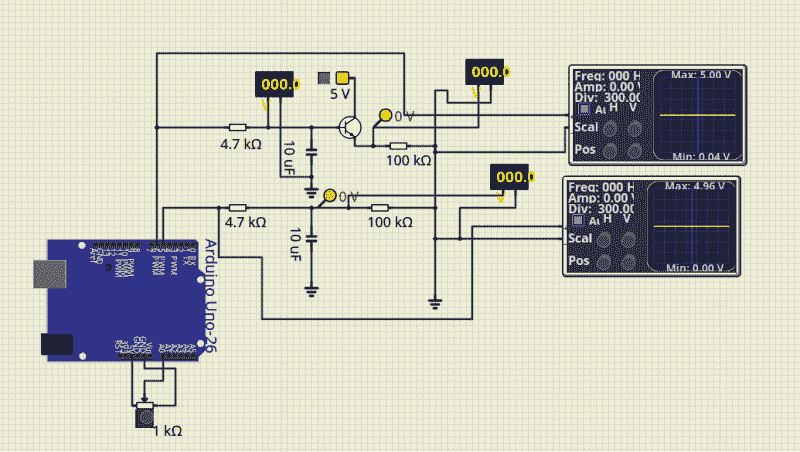 000.0
V
5 V
0 V
4.7 kΩ
10 uF
100 kΩ
000.0
V
Freq: 000 H
Amp: 0.00
Div: 300.00
H V
Scal
Pos
Max: 5.00 V
Min: 0.04 V
000.0
V
0 V
4.7 kΩ
10 uF
100 kΩ
Freq: 000 H
Amp: 0.00 V
Div: 300.00
H V
Scal
Pos
Max: 4.96 V
Min: 0.00 V
Arduino Uno-26
1 kΩ